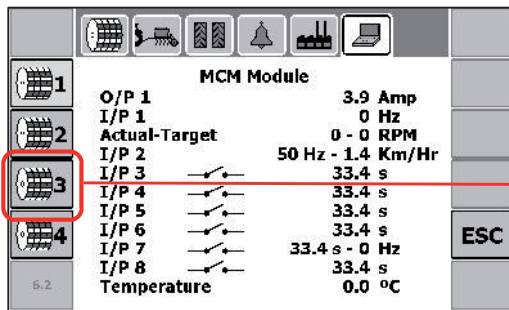 MCM Module
1
O/P 1 3.9 Amp
I/P 1 0 Hz
2
Actual-Target 0 - 0 RPM
I/P 2 50 Hz - 1.4 Km/Hr
3
I/P 3 33.4 s
I/P 4 33.4 s
I/P 5 33.4 s
4
I/P 6 33.4 s
ESC
I/P 7 33.4 s - 0 Hz
I/P 8 33.4 s
6.2
Temperature 0.0 ºC